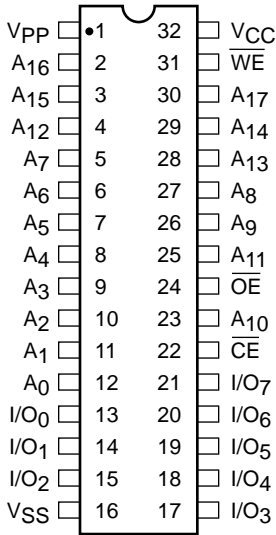 VPP 1 32 VCC
A16 2 31 WE
A15 3 30 A17
A12 4 29 A14
A7 5 28 A13
A6 6 27 A8
A5 7 26 A9
A4 8 25 A11
A3 9 24 OE
A2 10 23 A10
A1 11 22 CE
A0 12 21 I/O7
I/O0 13 20 I/O6
I/O1 14 19 I/O5
I/O2 15 18 I/O4
VSS 16 17 I/O3